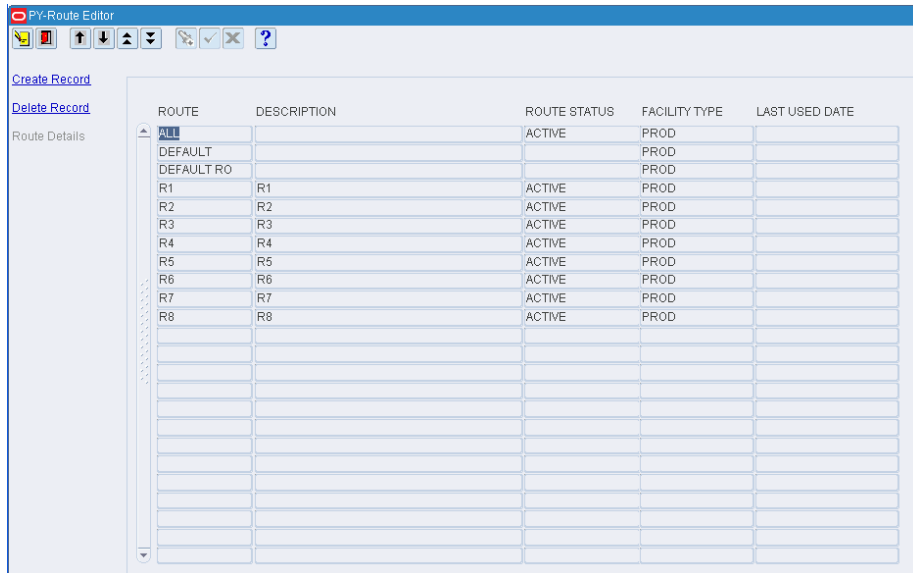 PY-Route Editor
?
Create Record
Delete Record
Route Details
ROUTE DESCRIPTION ROUTE STATUS FACILITY TYPE LAST USED DATE
ALL ACTIVE PROD
DEFAULT PROD
DEFAULT RO PROD
R1 R1 ACTIVE PROD
R2 R2 ACTIVE PROD
R3 R3 ACTIVE PROD
R4 R4 ACTIVE PROD
R5 R5 ACTIVE PROD
R6 R6 ACTIVE PROD
R7 R7 ACTIVE PROD
R8 R8 ACTIVE PROD